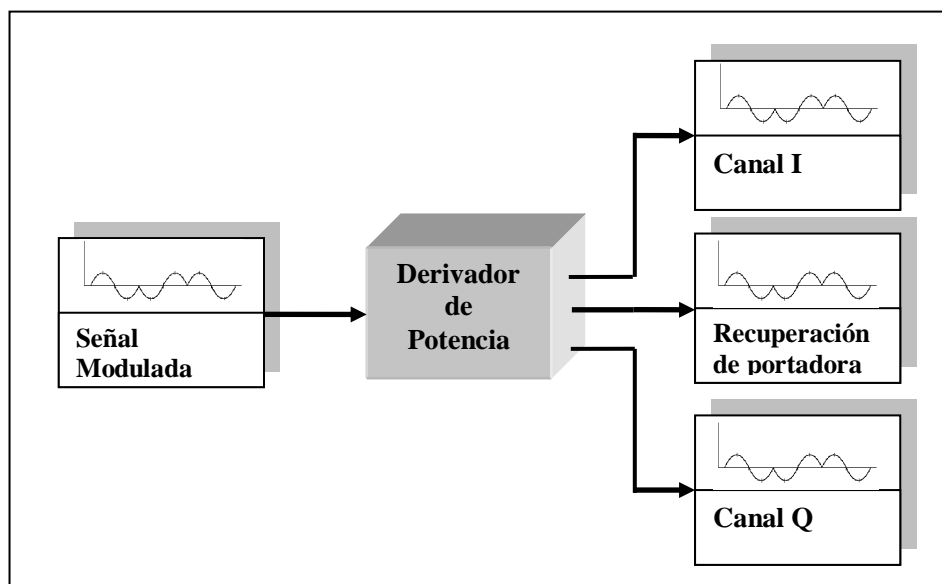 Señal
Modulada
Derivador
de
Potencia
Canal I
Recuperación
de portadora
Canal Q